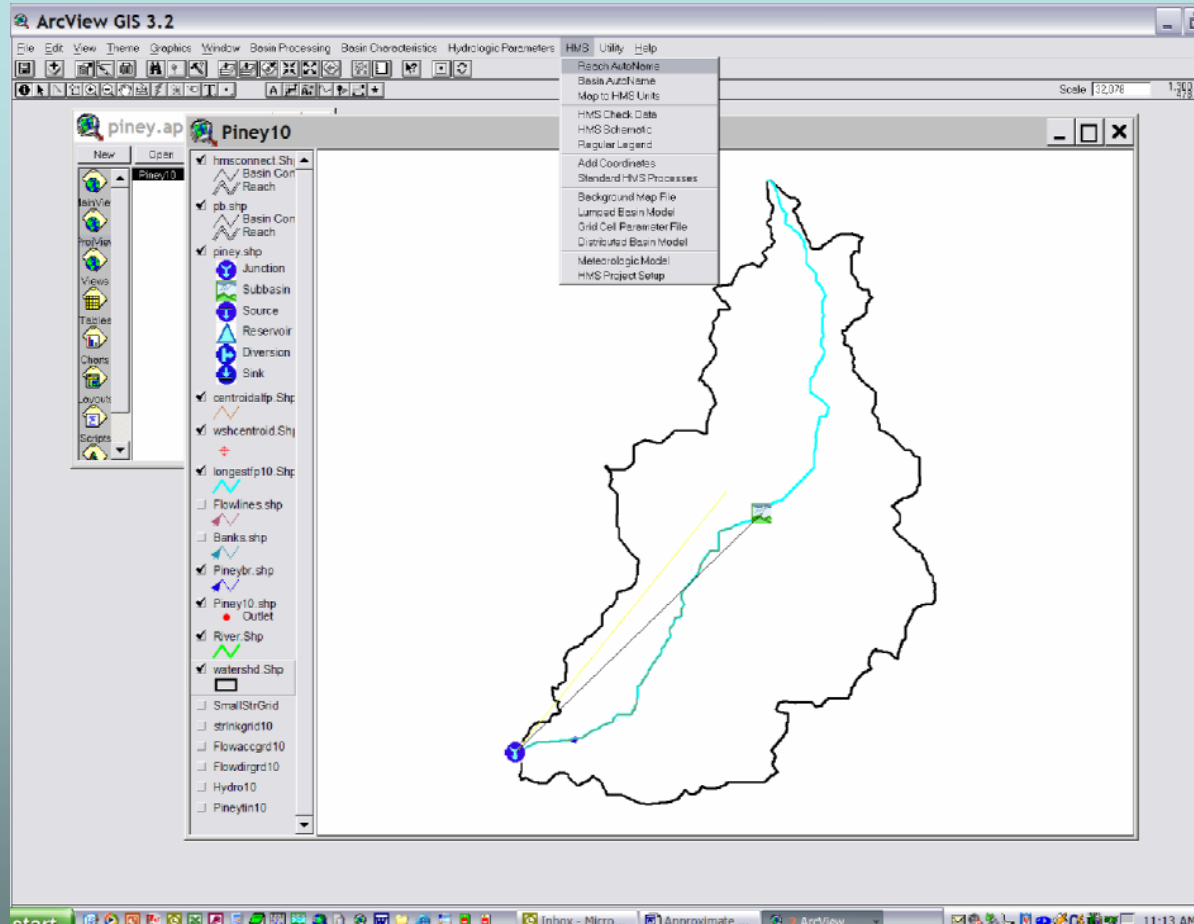 ArcView GIS 3.2
File Edit View Theme Graphics Window Basin Processing Basin Characteristics Hydrologic Parameters HMS Utility Help
Scale 32,078
piney.ap
New Open
Piney10
MainVie
ProjView
Views
Tables
Charts
Layouts
Scripts
Piney10
hmsconnect.Sh
Basin Con
Reach
pb.shp
Basin Con
Reach
piney.shp
Junction
Subbasin
Source
Reservoir
Diversion
Sink
centroidalfp.Shp
wshcentroid.Sh
longestfp10.Shp
Flowlines.shp
Banks.shp
Pineybr.shp
Piney10.shp
Outlet
River.Shp
watershd.Shp
SmallStrGrid
strlnkgrid10
Flowaccgrd10
Flowdirgrd10
Hydro10
Pineytin10
Reach AutoName
Basin AutoName
Map to HMS Units
HMS Check Data
HMS Schematic
Regular Legend
Add Coordinates
Standard HMS Processes
Background Map File
Lumped Basin Model
Grid Cell Parameter File
Distributed Basin Model
Meteorologic Model
HMS Project Setup
start Inbox - Micro... Approximate... 3 ArcView 11:13 AM